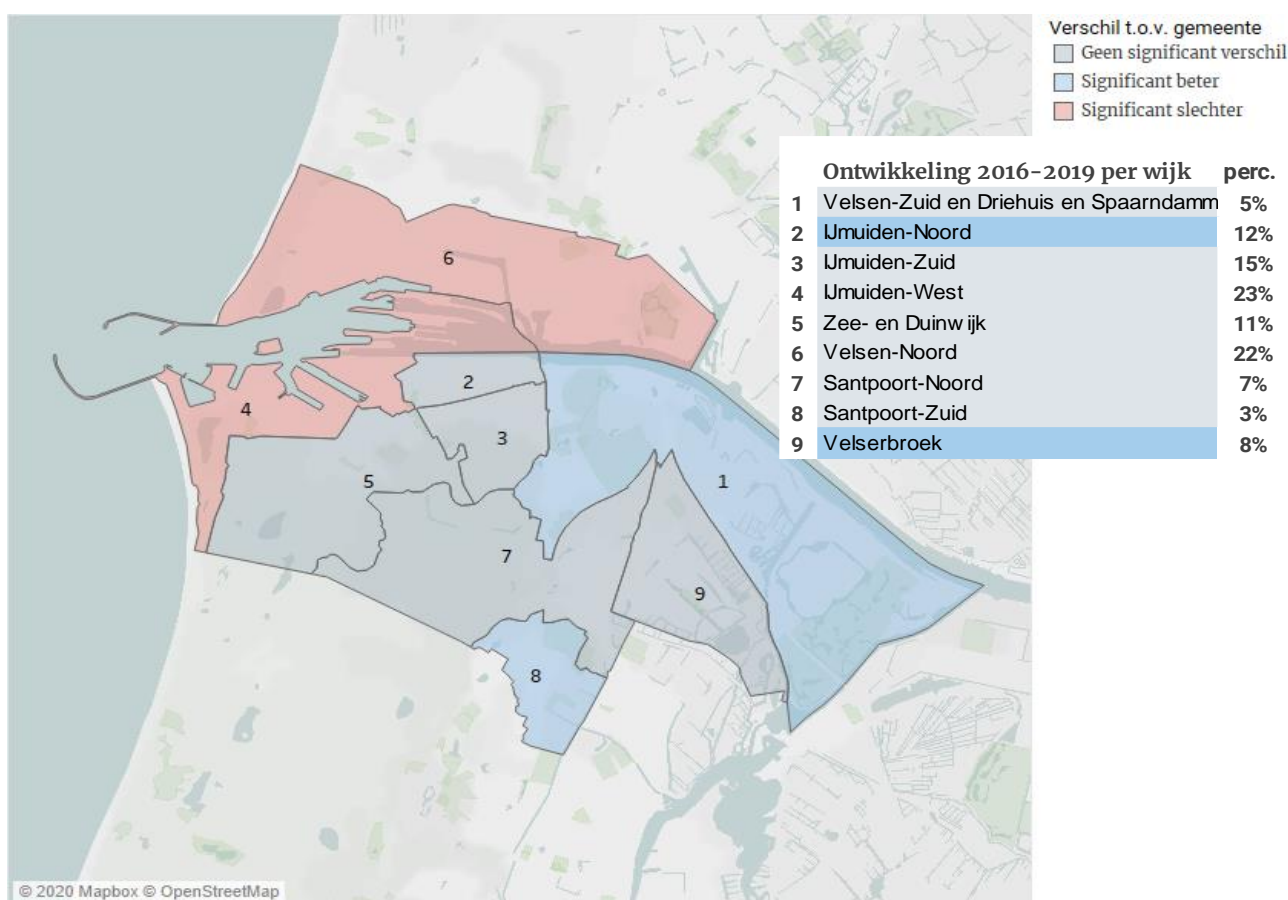 Verschil t.o.v. gemeente
Geen significant verschil
Significant beter
Significant slechter
Ontwikkeling 2016-2019 per wijk perc.
1 Velsen-Zuid en Driehuis en Spaarndamm 5%
2 IJmuiden-Noord 12%
3 IJmuiden-Zuid 15%
4 IJmuiden-West 23%
5 Zee- en Duinwijk 11%
6 Velsen-Noord 22%
7 Santpoort-Noord 7%
8 Santpoort-Zuid 3%
9 Velserbroek 8%
6
2
4
3
5
1
7
9
8
© 2020 Mapbox © OpenStreetMap